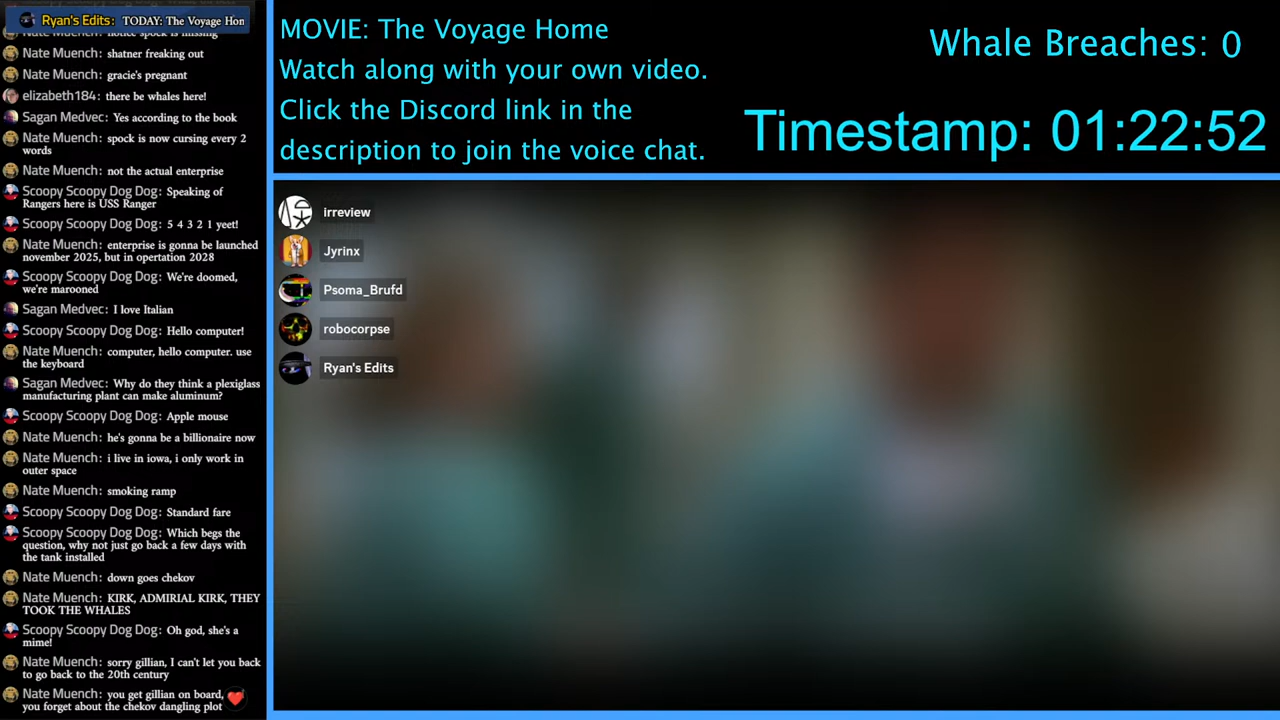 Ryan's Edits: TODAY: The Voyage Hom
Nate Muench: notice spock is missing
Nate Muench: shatner freaking out
Nate Muench: gracie's pregnant
elizabeth184: there be whales here!
Sagan Medvec: Yes according to the book
Nate Muench: spock is now cursing every 2
words
Nate Muench: not the actual enterprise
Scoopy Scoopy Dog Dog: Speaking of
Rangers here is USS Ranger
Scoopy Scoopy Dog Dog: 5 4 3 2 1 yeet!
Nate Muench: enterprise is gonna be launched
november 2025, but in opertation 2028
Scoopy Scoopy Dog Dog: We're doomed,
we're marooned
Sagan Medvec: I love Italian
Scoopy Scoopy Dog Dog: Hello computer!
Nate Muench: computer, hello computer. use
the keyboard
Sagan Medvec: Why do they think a plexiglass
manufacturing plant can make aluminum?
Scoopy Scoopy Dog Dog: Apple mouse
Nate Muench: he's gonna be a billionaire now
Nate Muench: i live in iowa, i only work in
outer space
Nate Muench: smoking ramp
Scoopy Scoopy Dog Dog: Standard fare
Scoopy Scoopy Dog Dog: Which begs the
question, why not just go back a few days with
the tank installed
Nate Muench: down goes chekov
Nate Muench: KIRK, ADMIRIAL KIRK, THEY
TOOK THE WHALES
Scoopy Scoopy Dog Dog: Oh god, she's a
mime!
Nate Muench: sorry gillian, I can't let you back
to go back to the 20th century
Nate Muench: you get gillian on board,
you forget about the chekov dangling plot
MOVIE: The Voyage Home
Watch along with your own video.
Click the Discord link in the
description to join the voice chat.
Whale Breaches: 0
Timestamp: 01:22:52
irreview
Jyrinx
Psoma_Brufd
robocorpse
Ryan's Edits